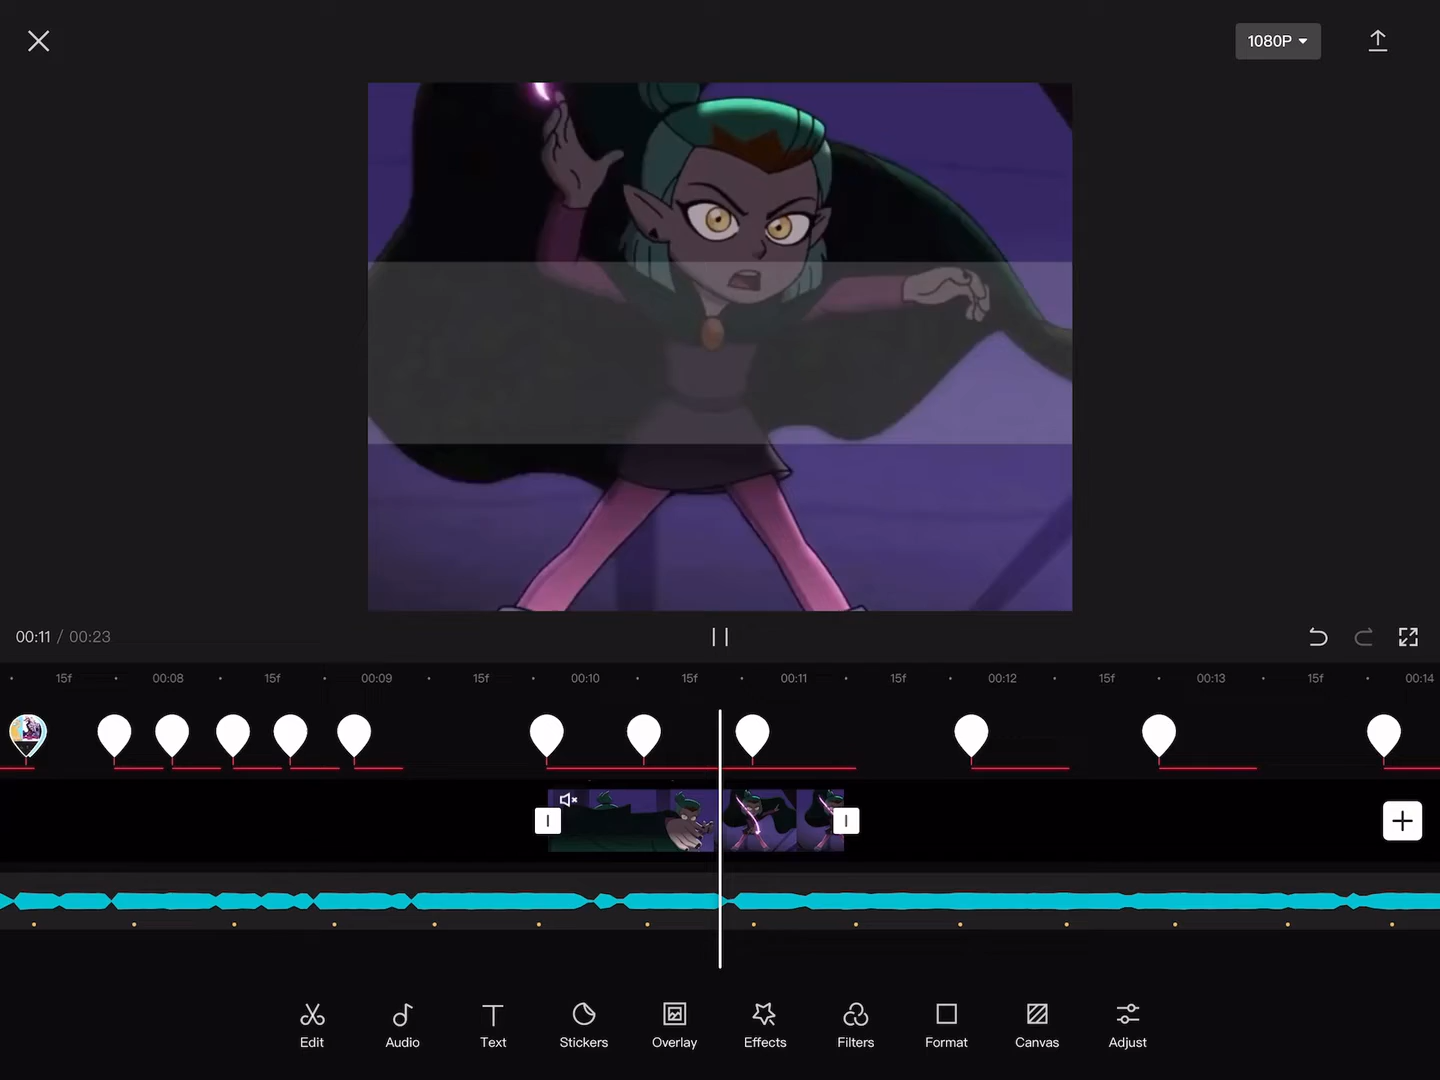 1080P
00:11 / 00:23
15f 00:08 15f 00:09 15f 00:10 15f 00:11 15f 00:12 15f 00:13 15f 00:14
Edit Audio Text Stickers Overlay Effects Filters Format Canvas Adjust